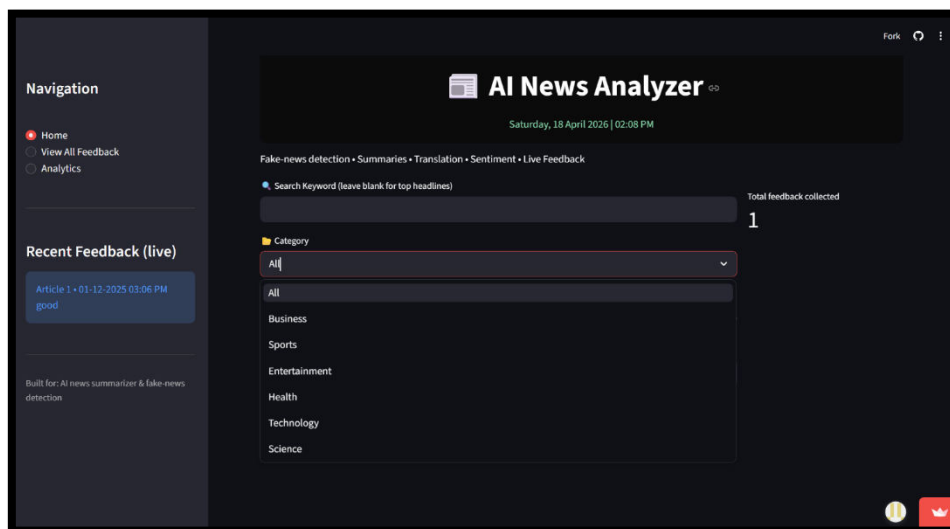 Fork
Navigation
Home
View All Feedback
Analytics
Recent Feedback (live)
Article 1 • 01-12-2025 03:06 PM
good
Built for: AI news summarizer & fake-news
detection
AI News Analyzer
Saturday, 18 April 2026 | 02:08 PM
Fake-news detection • Summaries • Translation • Sentiment • Live Feedback
Search Keyword (leave blank for top headlines)
Total feedback collected
1
Category
All
All
Business
Sports
Entertainment
Health
Technology
Science